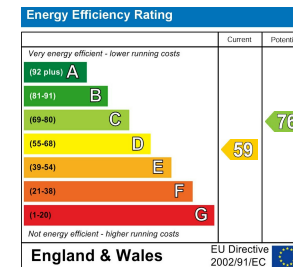 Energy Efficiency Rating
Current
Very energy efficient - lower running costs
(92 plus) A
(81-91) B
(69-80) C
76
(55-68) D
59
(39-54) E
(21-38) F
(1-20) G
Not energy efficient - higher running costs
England & Wales
EU Directive
2002/91/EC